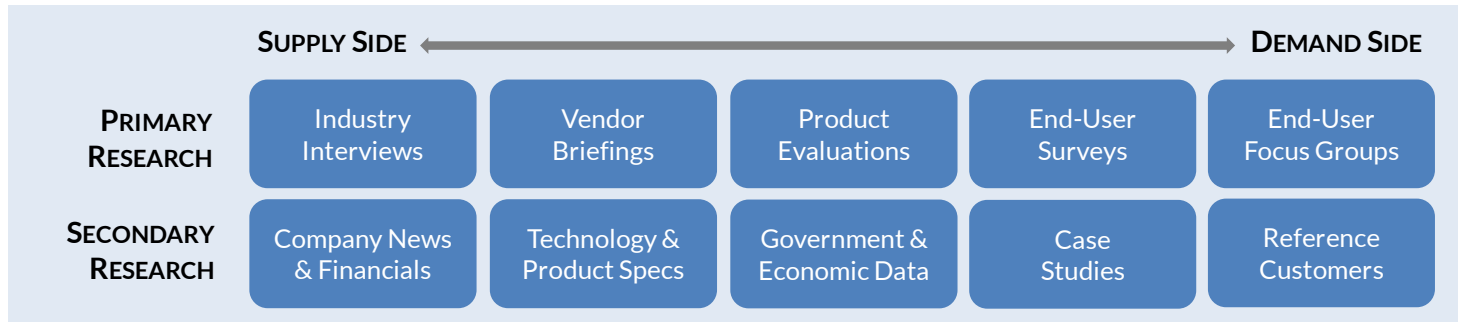 SUPPLY SIDE
DEMAND SIDE
PRIMARY
RESEARCH
Industry
Interviews
Vendor
Briefings
Product
Evaluations
End-User
Surveys
End-User
Focus Groups
SECONDARY
RESEARCH
Company News
& Financials
Technology &
Product Specs
Government &
Economic Data
Case
Studies
Reference
Customers